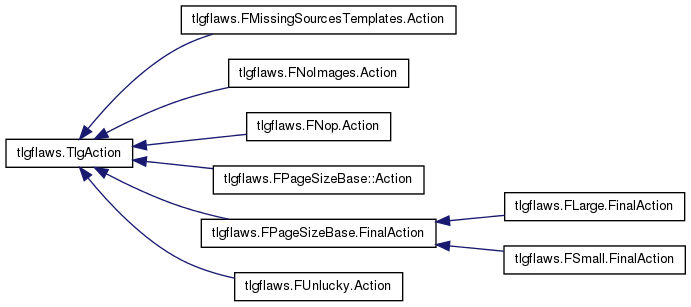 tlgflaws.FMissingSourcesTemplates.Action
tlgflaws.FNoImages.Action
tlgflaws.FNop.Action
tlgflaws.TlgAction
tlgflaws.FPageSizeBase::Action
tlgflaws.FLarge.FinalAction
tlgflaws.FPageSizeBase.FinalAction
tlgflaws.FSmall.FinalAction
tlgflaws.FUnlucky.Action